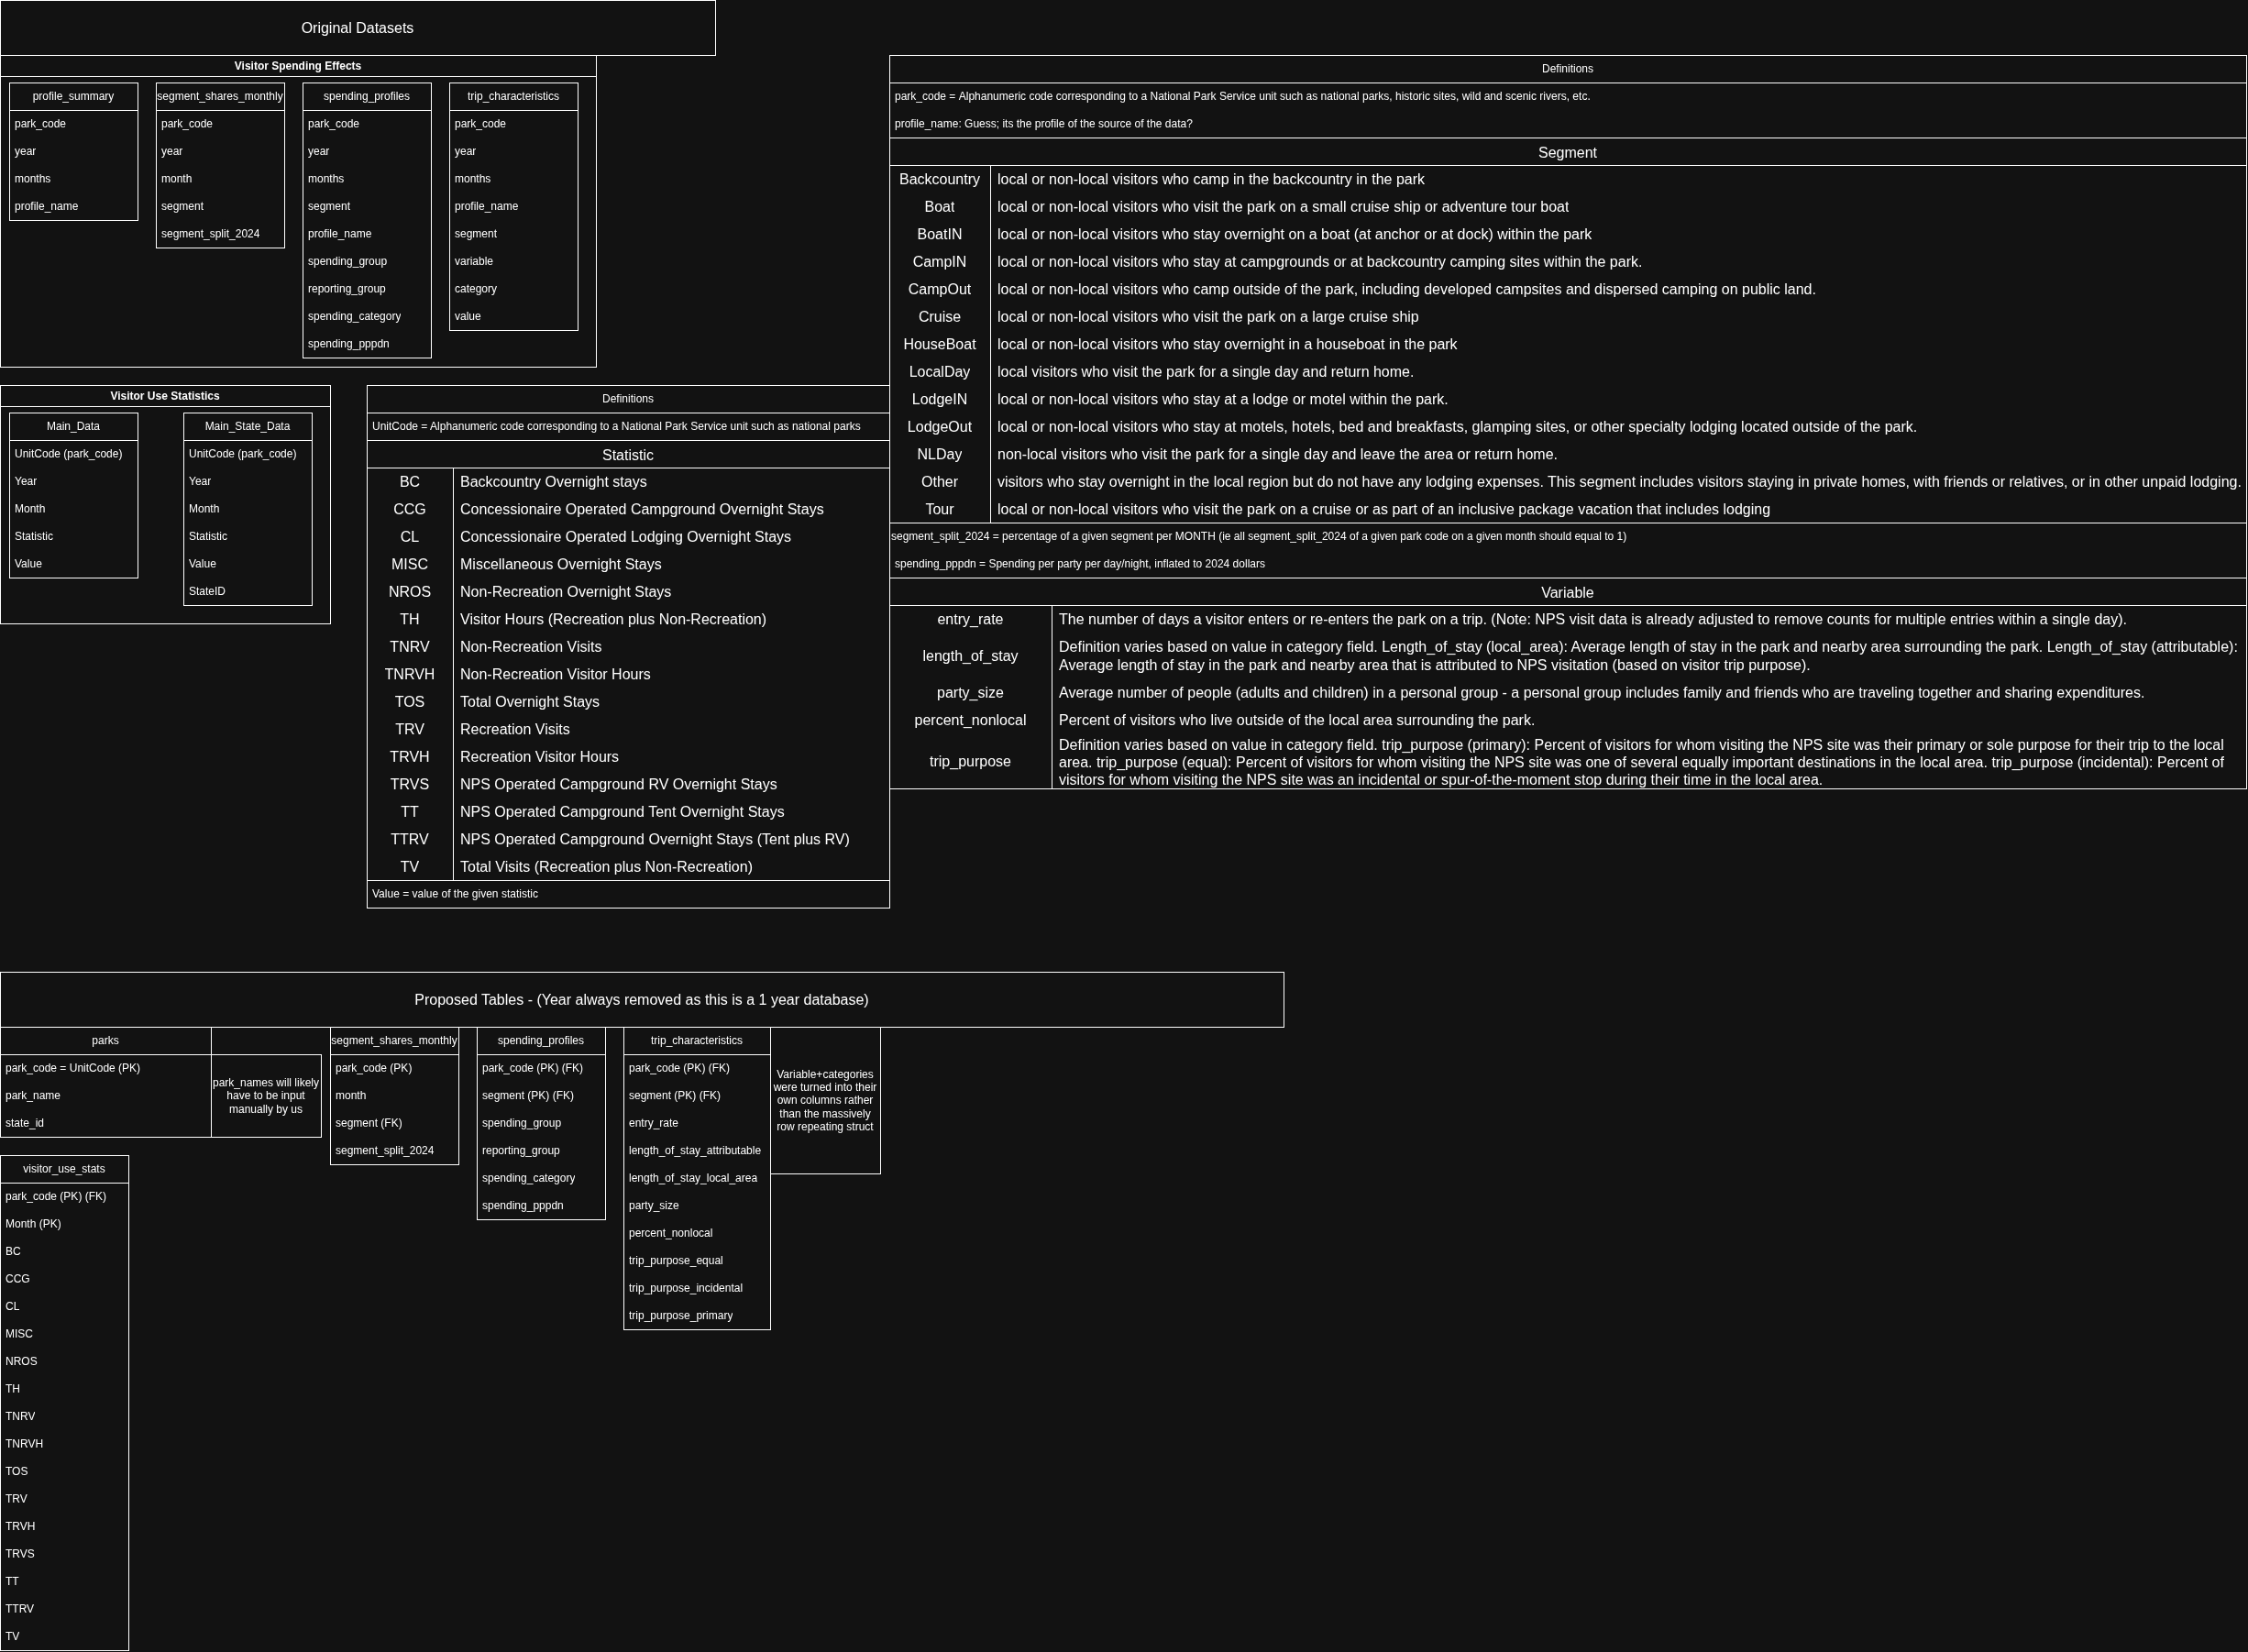 Original Datasets
Visitor Spending Effects
profile_summary
park_code
year
months
profile_name
segment_shares_monthly
park_code
year
month
segment
segment_split_2024
spending_profiles
park_code
year
months
segment
profile_name
spending_group
reporting_group
spending_category
spending_pppdn
trip_characteristics
park_code
year
months
profile_name
segment
variable
category
value
Definitions
park_code = Alphanumeric code corresponding to a National Park Service unit such as national parks, historic sites, wild and scenic rivers, etc.
profile_name: Guess; its the profile of the source of the data?
Segment
Backcountry local or non-local visitors who camp in the backcountry in the park
Boat local or non-local visitors who visit the park on a small cruise ship or adventure tour boat
BoatIN local or non-local visitors who stay overnight on a boat (at anchor or at dock) within the park
CampIN local or non-local visitors who stay at campgrounds or at backcountry camping sites within the park.
CampOut local or non-local visitors who camp outside of the park, including developed campsites and dispersed camping on public land.
Cruise local or non-local visitors who visit the park on a large cruise ship
HouseBoat local or non-local visitors who stay overnight in a houseboat in the park
LocalDay local visitors who visit the park for a single day and return home.
LodgeIN local or non-local visitors who stay at a lodge or motel within the park.
LodgeOut local or non-local visitors who stay at motels, hotels, bed and breakfasts, glamping sites, or other specialty lodging located outside of the park.
NLDay non-local visitors who visit the park for a single day and leave the area or return home.
Other visitors who stay overnight in the local region but do not have any lodging expenses. This segment includes visitors staying in private homes, with friends or relatives, or in other unpaid lodging.
Tour local or non-local visitors who visit the park on a cruise or as part of an inclusive package vacation that includes lodging
segment_split_2024 = percentage of a given segment per MONTH (ie all segment_split_2024 of a given park code on a given month should equal to 1)
spending_pppdn = Spending per party per day/night, inflated to 2024 dollars
Variable
entry_rate The number of days a visitor enters or re-enters the park on a trip. (Note: NPS visit data is already adjusted to remove counts for multiple entries within a single day).
length_of_stay Definition varies based on value in category field. Length_of_stay (local_area): Average length of stay in the park and nearby area surrounding the park. Length_of_stay (attributable):
Average length of stay in the park and nearby area that is attributed to NPS visitation (based on visitor trip purpose).
party_size Average number of people (adults and children) in a personal group - a personal group includes family and friends who are traveling together and sharing expenditures.
percent_nonlocal Percent of visitors who live outside of the local area surrounding the park.
trip_purpose Definition varies based on value in category field. trip_purpose (primary): Percent of visitors for whom visiting the NPS site was their primary or sole purpose for their trip to the local
area. trip_purpose (equal): Percent of visitors for whom visiting the NPS site was one of several equally important destinations in the local area. trip_purpose (incidental): Percent of
visitors for whom visiting the NPS site was an incidental or spur-of-the-moment stop during their time in the local area.
Visitor Use Statistics
Main_Data
UnitCode (park_code)
Year
Month
Statistic
Value
Main_State_Data
UnitCode (park_code)
Year
Month
Statistic
Value
StateID
Definitions
UnitCode = Alphanumeric code corresponding to a National Park Service unit such as national parks
Statistic
BC Backcountry Overnight stays
CCG Concessionaire Operated Campground Overnight Stays
CL Concessionaire Operated Lodging Overnight Stays
MISC Miscellaneous Overnight Stays
NROS Non-Recreation Overnight Stays
TH Visitor Hours (Recreation plus Non-Recreation)
TNRV Non-Recreation Visits
TNRVH Non-Recreation Visitor Hours
TOS Total Overnight Stays
TRV Recreation Visits
TRVH Recreation Visitor Hours
TRVS NPS Operated Campground RV Overnight Stays
TT NPS Operated Campground Tent Overnight Stays
TTRV NPS Operated Campground Overnight Stays (Tent plus RV)
TV Total Visits (Recreation plus Non-Recreation)
Value = value of the given statistic
Proposed Tables - (Year always removed as this is a 1 year database)
parks
park_code = UnitCode (PK)
park_name
state_id
park_names will likely
have to be input
manually by us
segment_shares_monthly
park_code (PK)
month
segment (FK)
segment_split_2024
spending_profiles
park_code (PK) (FK)
segment (PK) (FK)
spending_group
reporting_group
spending_category
spending_pppdn
trip_characteristics
park_code (PK) (FK)
segment (PK) (FK)
entry_rate
length_of_stay_attributable
length_of_stay_local_area
party_size
percent_nonlocal
trip_purpose_equal
trip_purpose_incidental
trip_purpose_primary
Variable+categories
were turned into their
own columns rather
than the massively
row repeating struct
visitor_use_stats
park_code (PK) (FK)
Month (PK)
BC
CCG
CL
MISC
NROS
TH
TNRV
TNRVH
TOS
TRV
TRVH
TRVS
TT
TTRV
TV